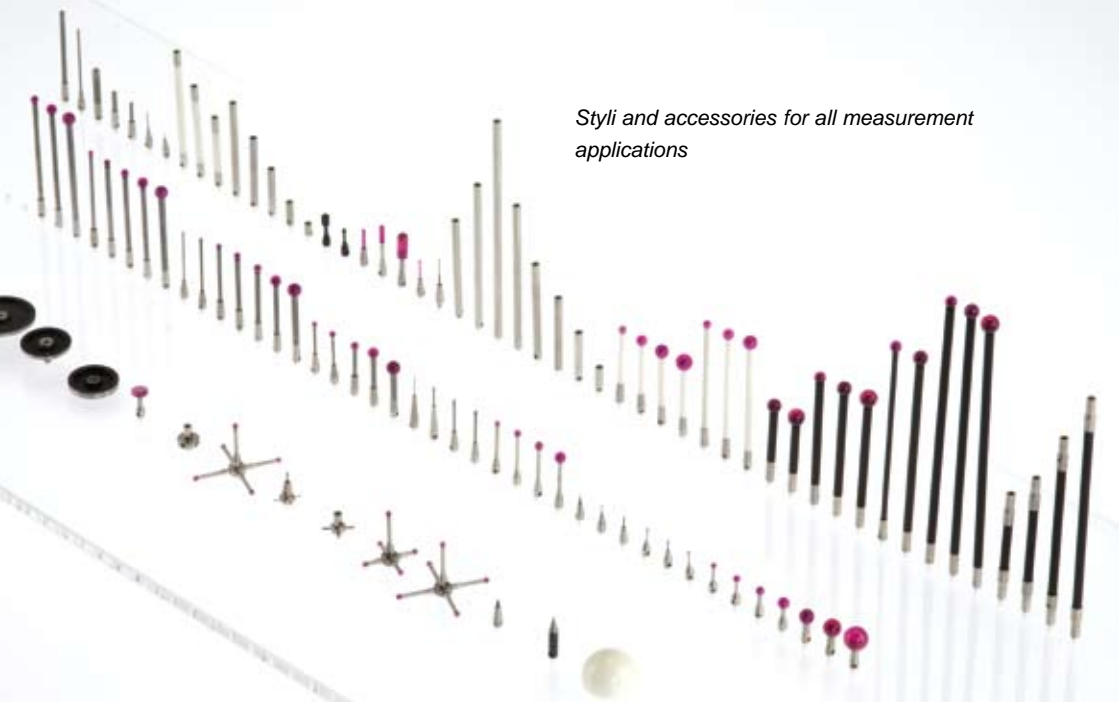 Styli and accessories for all measurement
applications